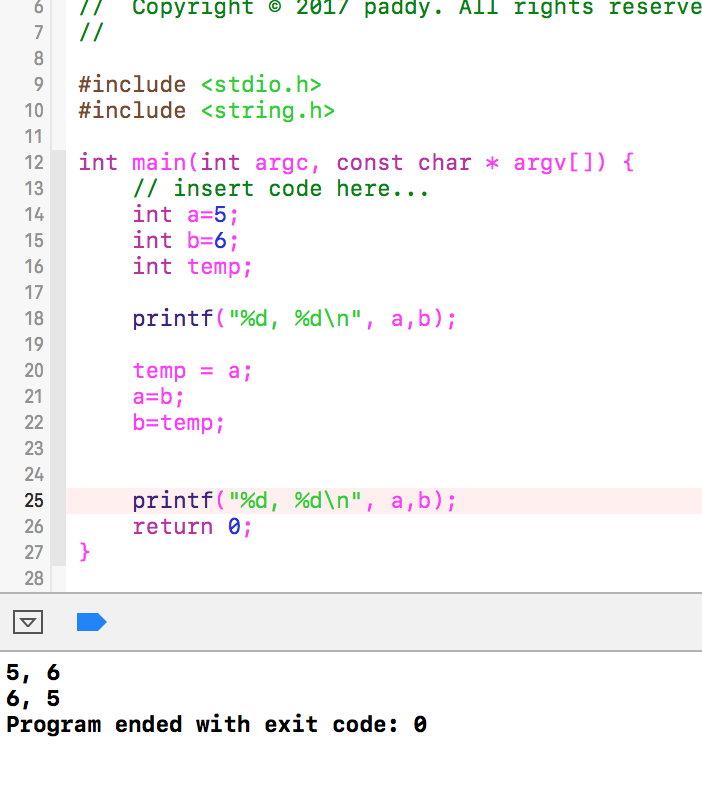 6 // Copyright © 2017 paddy. All rights reserve
7 //
8
9 #include <stdio.h>
10 #include <string.h>
11
12 int main(int argc, const char * argv[]) {
13     // insert code here...
14     int a=5;
15     int b=6;
16     int temp;
17
18     printf("%d, %d\n", a,b);
19
20     temp = a;
21     a=b;
22     b=temp;
23
24
25     printf("%d, %d\n", a,b);
26     return 0;
27 }
28
5, 6
6, 5
Program ended with exit code: 0